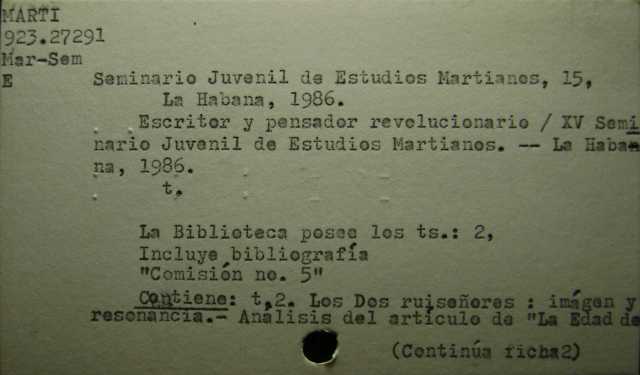 MARTI
923.27291
Mar-Sem
E Seminario Juvenil de Estudios Martianos, 15,
La Habana, 1986.
Escritor y pensador revolucionario / XV Semi
nario Juvenil de Estudios Martianos. -- La Haba
na, 1986.
t.
La Biblioteca posee los ts.: 2,
Incluye bibliografía
"Comisión no. 5"
Contiene: t,2. Los Dos ruiseñores : imágen y
resonancia.- Análisis del artículo de "La Edad de
(Continúa ficha2)